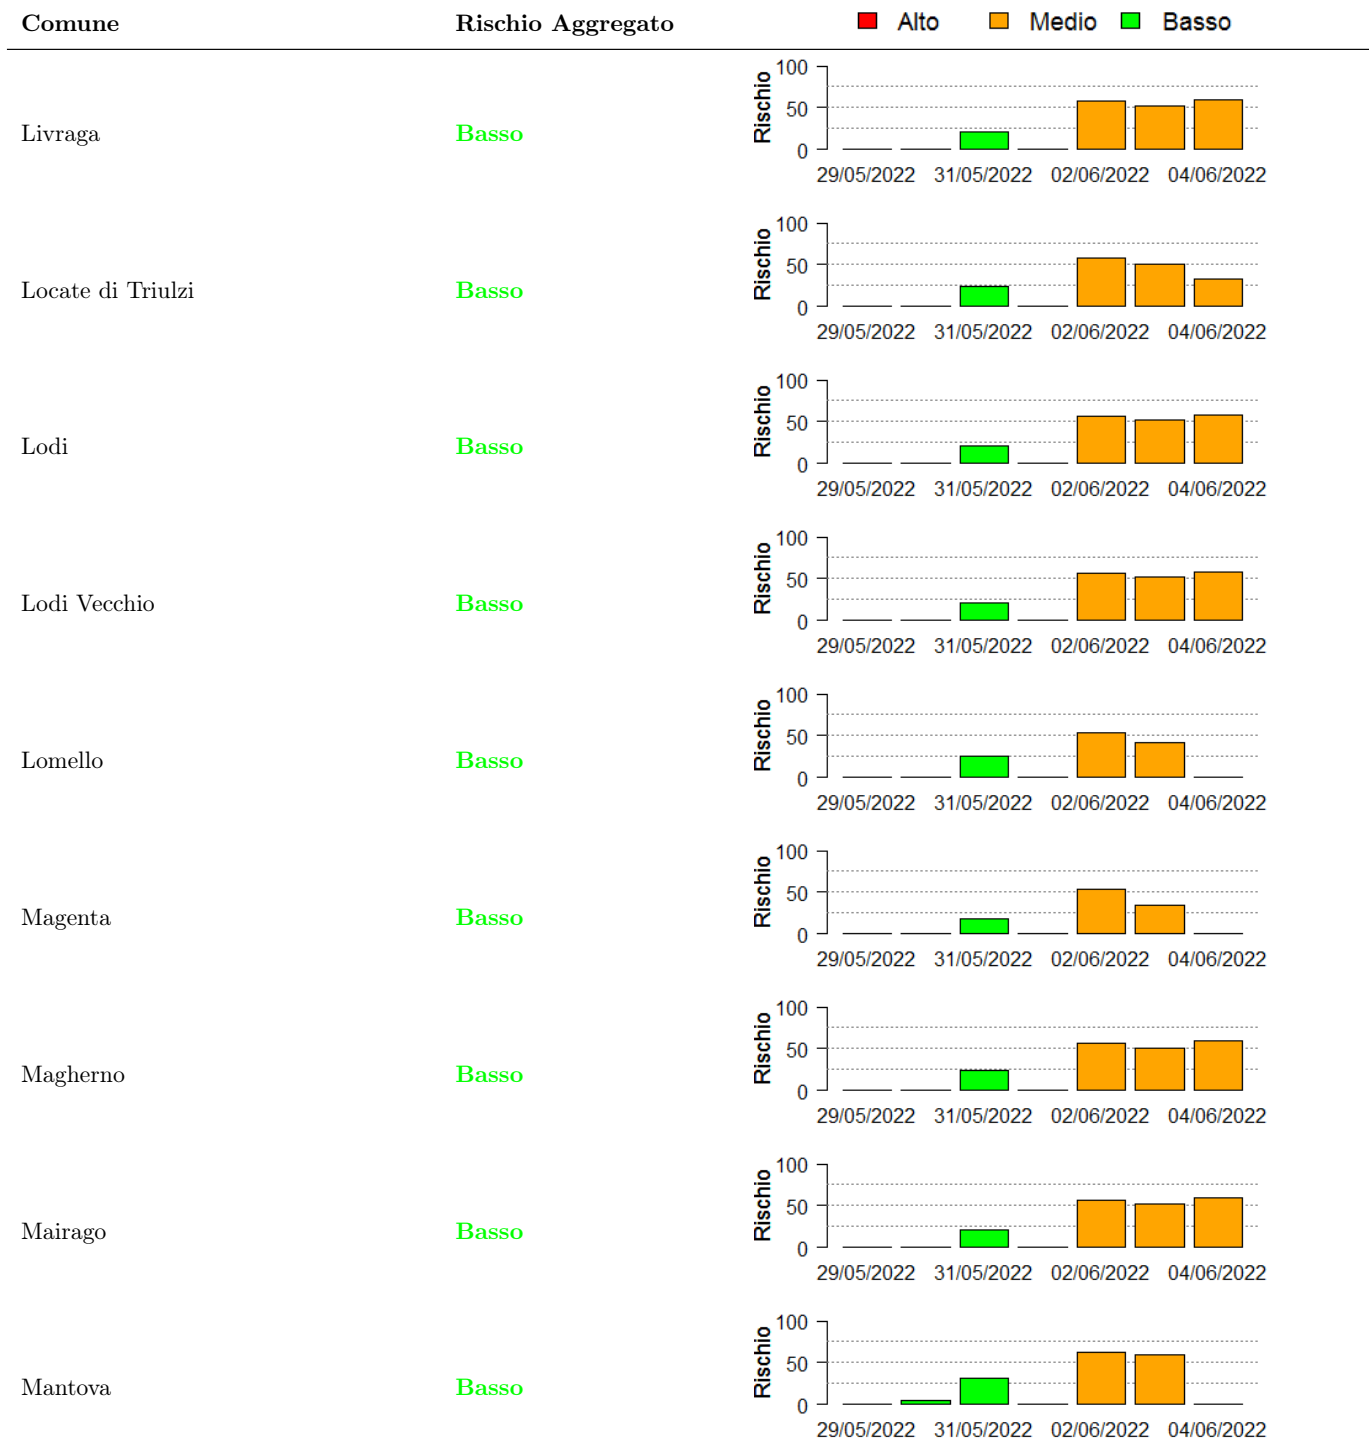 Comune Rischio Aggregato Alto Medio Basso
Livraga Basso
Rischio
100
50
0
29/05/2022 31/05/2022 02/06/2022 04/06/2022
Locate di Triulzi Basso
Rischio
100
50
0
29/05/2022 31/05/2022 02/06/2022 04/06/2022
Lodi Basso
Rischio
100
50
0
29/05/2022 31/05/2022 02/06/2022 04/06/2022
Lodi Vecchio Basso
Rischio
100
50
0
29/05/2022 31/05/2022 02/06/2022 04/06/2022
Lomello Basso
Rischio
100
50
0
29/05/2022 31/05/2022 02/06/2022 04/06/2022
Magenta Basso
Rischio
100
50
0
29/05/2022 31/05/2022 02/06/2022 04/06/2022
Magherno Basso
Rischio
100
50
0
29/05/2022 31/05/2022 02/06/2022 04/06/2022
Mairago Basso
Rischio
100
50
0
29/05/2022 31/05/2022 02/06/2022 04/06/2022
Mantova Basso
Rischio
100
50
0
29/05/2022 31/05/2022 02/06/2022 04/06/2022